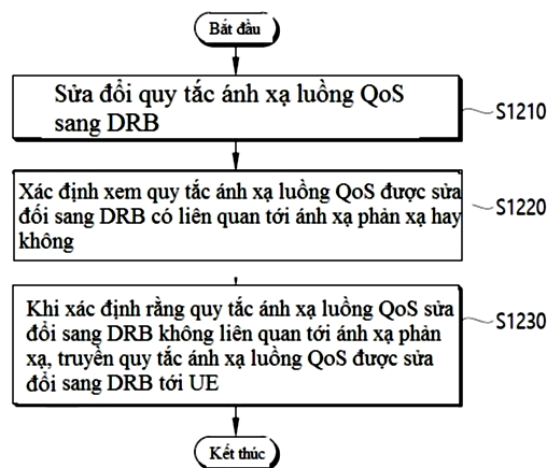 Bắt đầu
Sửa đổi quy tắc ánh xạ luồng QoS
sang DRB
S1210
Xác định xem quy tắc ánh xạ luồng QoS được sửa
đổi sang DRB có liên quan tới ánh xạ phản xạ hay
không
S1220
Khi xác định rằng quy tắc ánh xạ luồng QoS sửa
đổi sang DRB không liên quan tới ánh xạ phản
xạ, truyền quy tắc ánh xạ luồng QoS được sửa
đổi sang DRB tới UE
S1230
Kết thúc